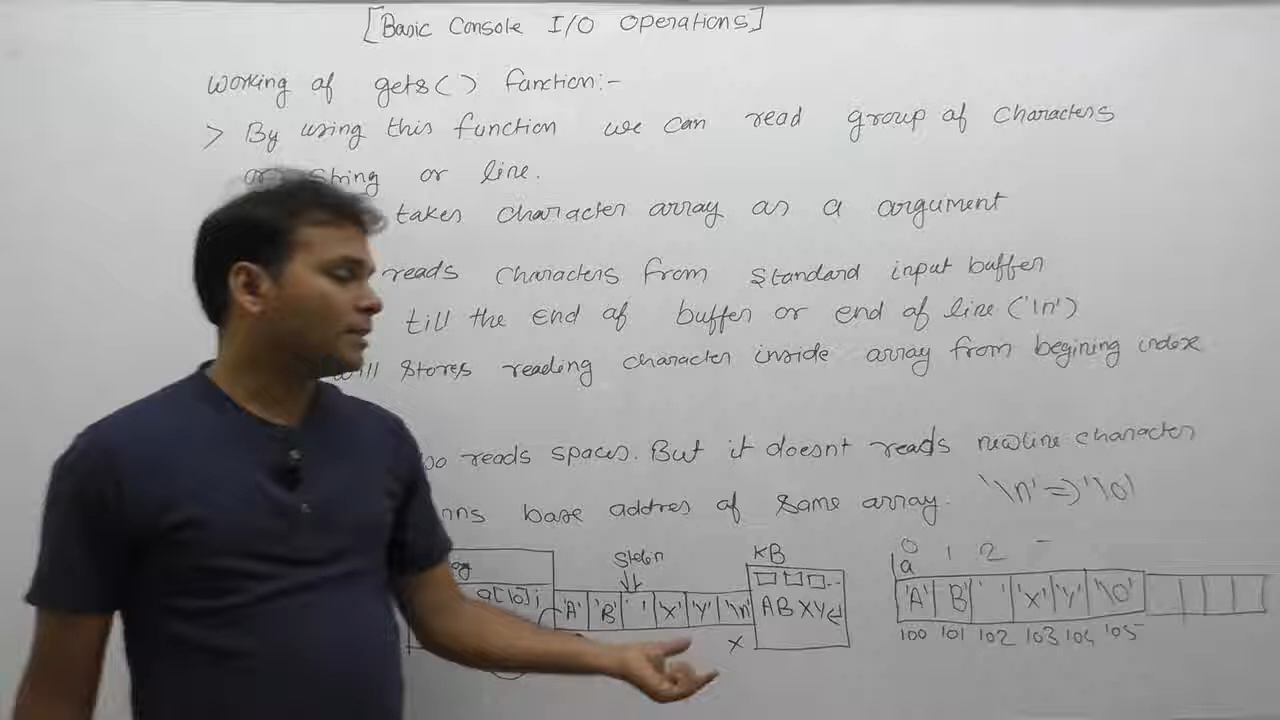 [Basic Console I/O Operations]
Working of gets() function:-
> By using this function we can read group of characters
or string or line.
takes character array as a argument
reads characters from standard input buffer
till the end of buffer or end of line ('\n')
will stores reading character inside array from begining index
reads spaces. But it doesnt reads newline character
base addres of same array. '\n' => '\0'
stdin KB 0 1 2 -
a
a[10]; 'A' 'B' ' ' 'X' 'Y' '\n' AB XY 'A' B ' ' 'X' 'Y' '\0'
x 100 101 102 103 104 105